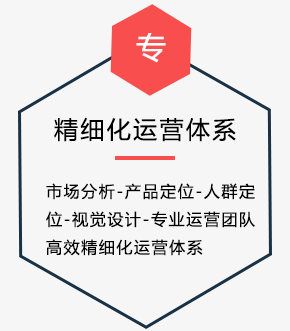 专
精细化运营体系
市场分析-产品定位-人群定
位-视觉设计-专业运营团队
高效精细化运营体系